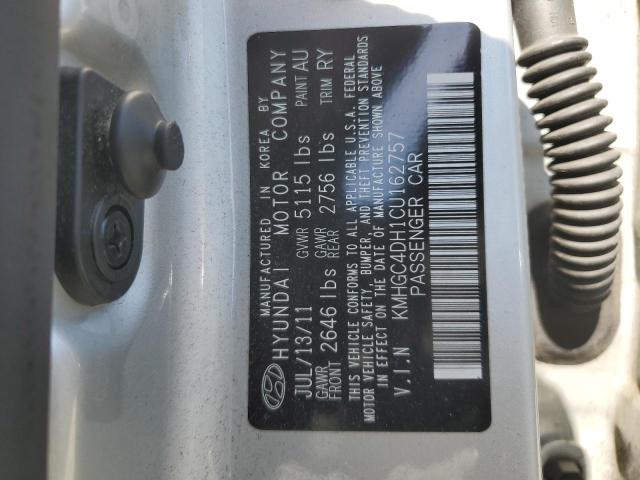 MANUFACTURED IN KOREA BY
HYUNDAI MOTOR COMPANY
JUL/13/11 GVWR 5115 lbs PAINT AU
GAWR FRONT 2646 lbs GAWR REAR 2756 lbs TRIM RY
THIS VEHICLE CONFORMS TO ALL APPLICABLE U.S.A. FEDERAL
MOTOR VEHICLE SAFETY, BUMPER, AND THEFT PREVENTION STANDARDS
IN EFFECT ON THE DATE OF MANUFACTURE SHOWN ABOVE
V.I.N KMHGC4DH1CU162757
PASSENGER CAR